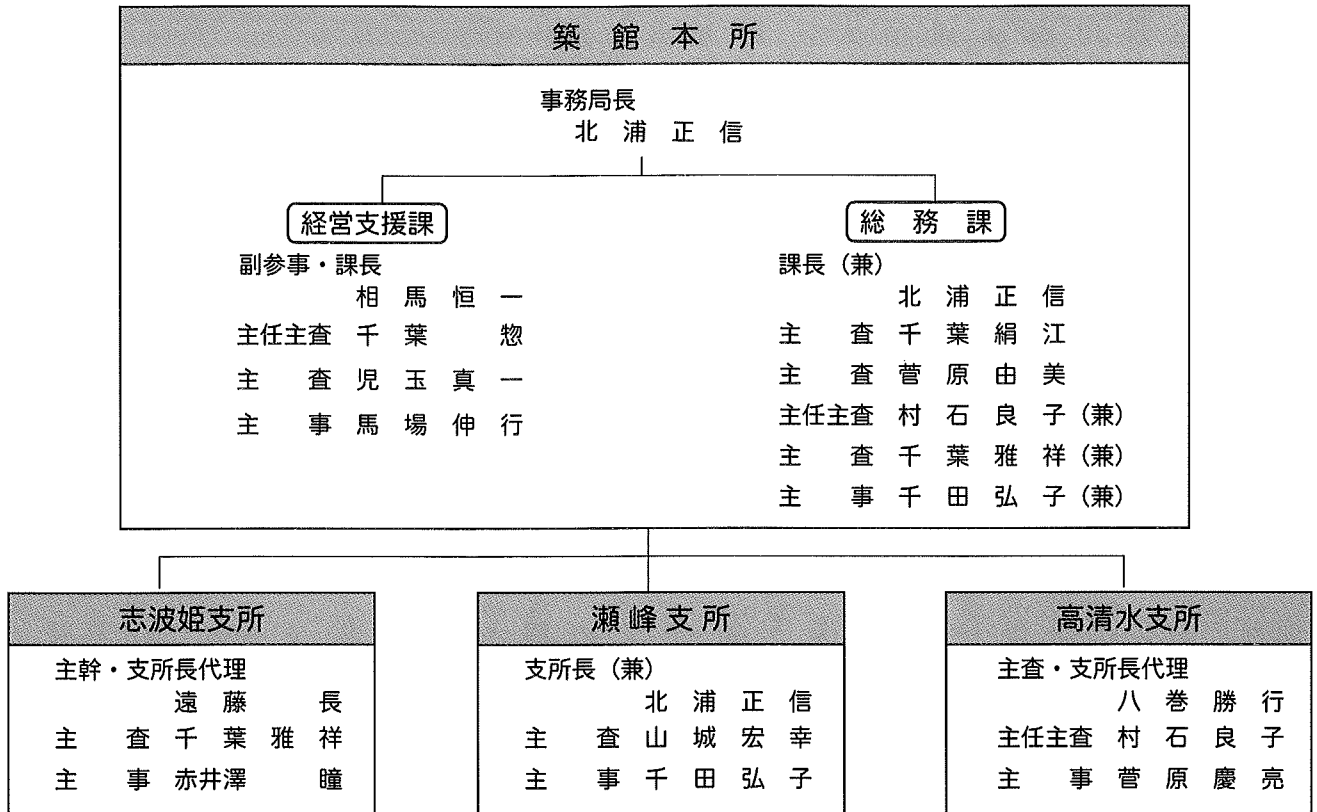 築館本所
事務局長
北浦正信
経営支援課
副参事・課長
相馬恒一
主任主査 千葉 惣
主査 児玉真一
主事 馬場伸行
総務課
課長（兼）
北浦正信
主査 千葉絹江
主査 菅原由美
主任主査 村石良子（兼）
主査 千葉雅祥（兼）
主事 千田弘子（兼）
志波姫支所
主幹・支所長代理
遠藤 長
主査 千葉雅祥
主事 赤井澤 瞳
瀬峰支所
支所長（兼）
北浦正信
主査 山城宏幸
主事 千田弘子
高清水支所
主査・支所長代理
八巻勝行
主任主査 村石良子
主事 菅原慶亮